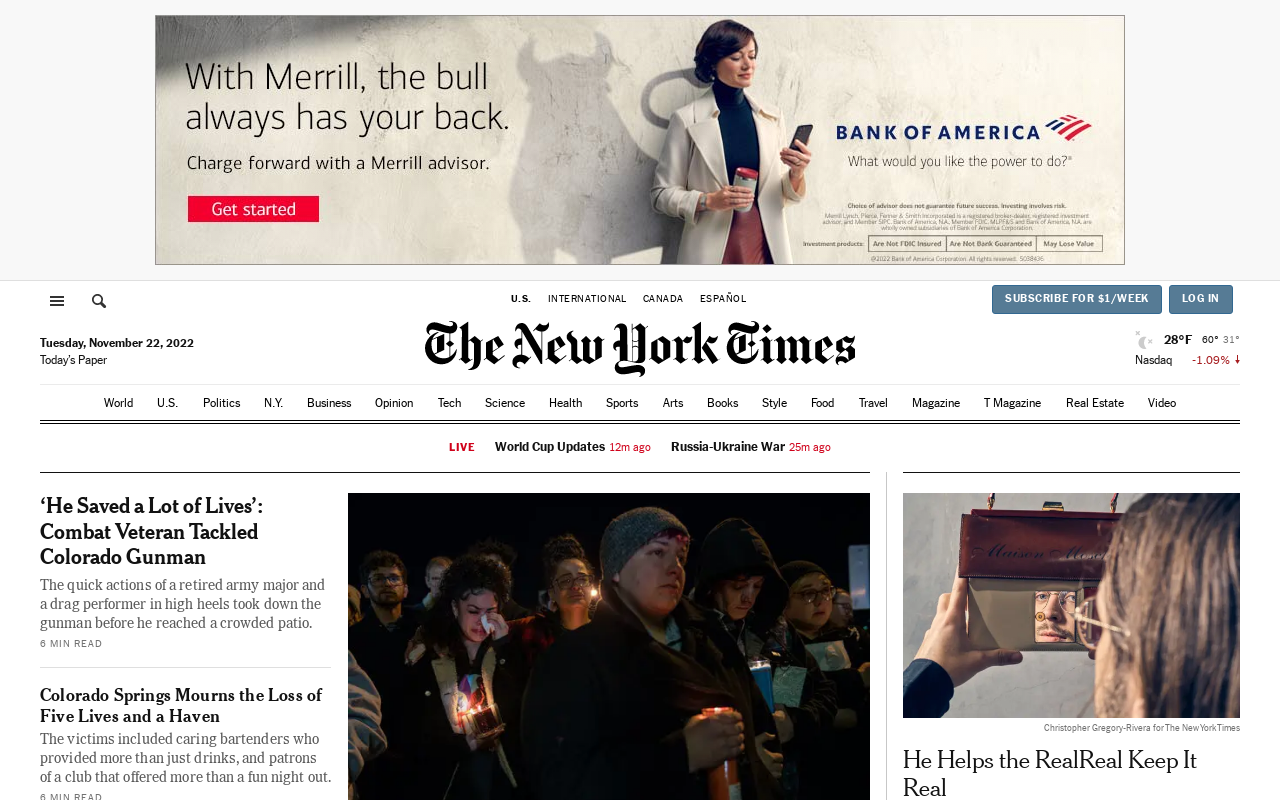 With Merrill, the bull
always has your back.
Charge forward with a Merrill advisor.
Get started
BANK OF AMERICA
What would you like the power to do?®
Choice of advisor does not guarantee future success. Investing involves risk.
Merrill Lynch, Pierce, Fenner & Smith Incorporated is a registered broker-dealer, registered investment
advisor, and Member SIPC. Bank of America, N.A., Member FDIC. MLPF&S and Bank of America, N.A. are
wholly owned subsidiaries of Bank of America Corporation.
Investment products: Are Not FDIC Insured Are Not Bank Guaranteed May Lose Value
@2022 Bank of America Corporation. All rights reserved. 5038436
U.S. INTERNATIONAL CANADA ESPAÑOL
SUBSCRIBE FOR $1/WEEK LOG IN
The New York Times
Tuesday, November 22, 2022
Today's Paper
28°F 60° 31°
Nasdaq -1.09%
World U.S. Politics N.Y. Business Opinion Tech Science Health Sports Arts Books Style Food Travel Magazine T Magazine Real Estate Video
LIVE World Cup Updates 12m ago Russia-Ukraine War 25m ago
‘He Saved a Lot of Lives’:
Combat Veteran Tackled
Colorado Gunman
The quick actions of a retired army major and
a drag performer in high heels took down the
gunman before he reached a crowded patio.
6 MIN READ
Colorado Springs Mourns the Loss of
Five Lives and a Haven
The victims included caring bartenders who
provided more than just drinks, and patrons
of a club that offered more than a fun night out.
6 MIN READ
Christopher Gregory-Rivera for The New York Times
He Helps the RealReal Keep It
Real